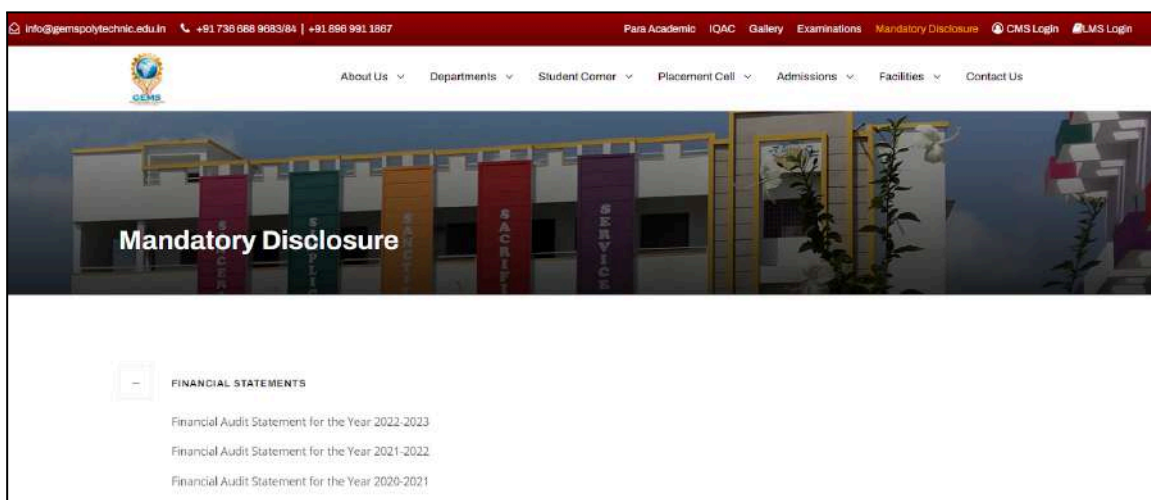 info@gemspolytechnic.edu.in +91 736 688 9683/84 | +91 896 991 1867 Para Academic IQAC Gallery Examinations Mandatory Disclosure CMS Login LMS Login
GEMS
About Us Departments Student Corner Placement Cell Admissions Facilities Contact Us
SACRIFI
SERVICE
Mandatory Disclosure
FINANCIAL STATEMENTS
Financial Audit Statement for the Year 2022-2023
Financial Audit Statement for the Year 2021-2022
Financial Audit Statement for the Year 2020-2021